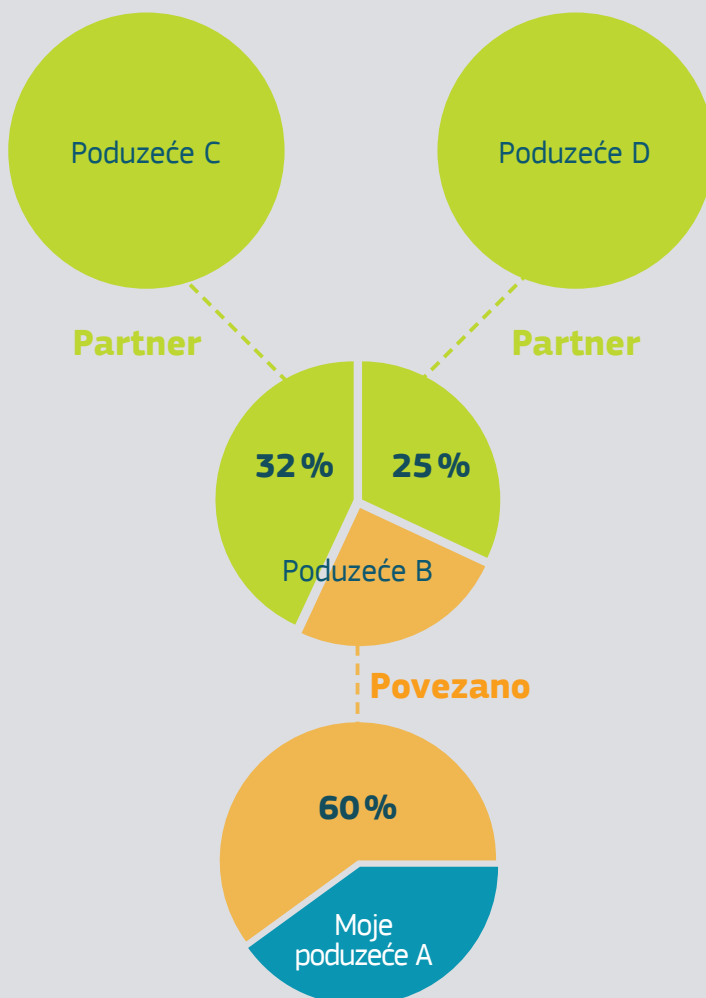 Poduzeće C
Poduzeće D
Partner
Partner
32 %
25 %
Poduzeće B
Povezano
60 %
Moje
poduzeće A